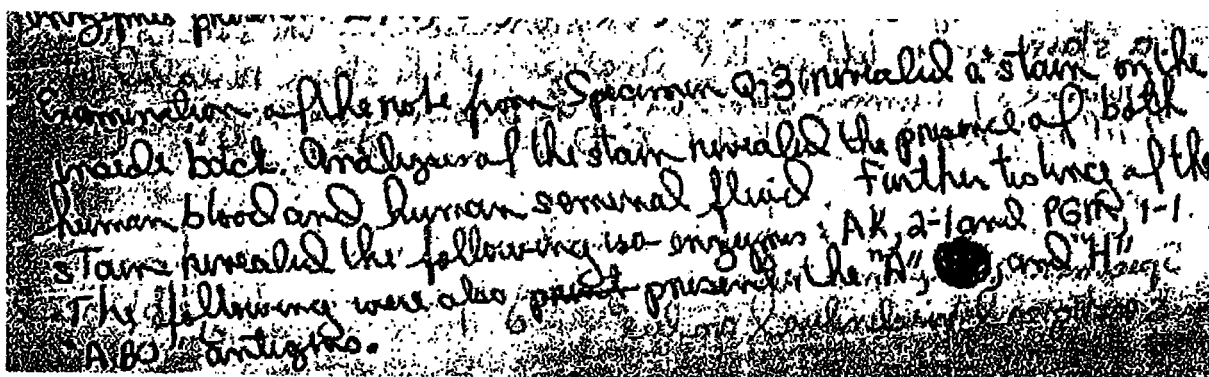 Examination of the note from Specimen Q-3 revealed a stain on the
inside back. Analyzes of the stain revealed the presence of both
human blood and human seminal fluid. Further testing of the
stain revealed the following iso enzymes: AK, 2-1 and PGM, 1-1.
The following were also present the "A", and "H"
"ABO" antigens.